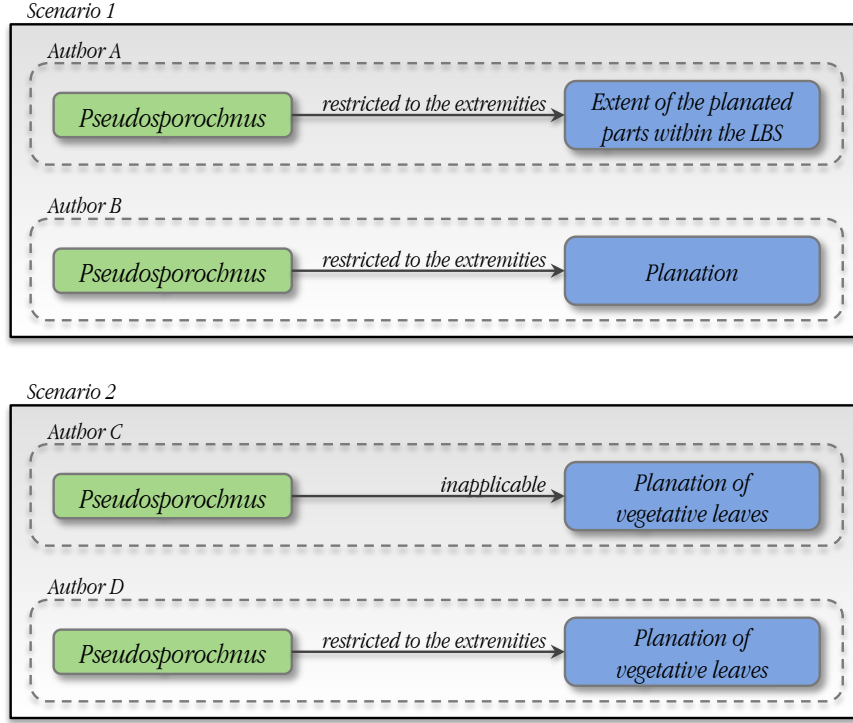 Scenario 1
Author A
Pseudosporochnus
restricted to the extremities
Extent of the planated
parts within the LBS
Author B
Pseudosporochnus
restricted to the extremities
Planation
Scenario 2
Author C
Pseudosporochnus
inapplicable
Planation of
vegetative leaves
Author D
Pseudosporochnus
restricted to the extremities
Planation of
vegetative leaves